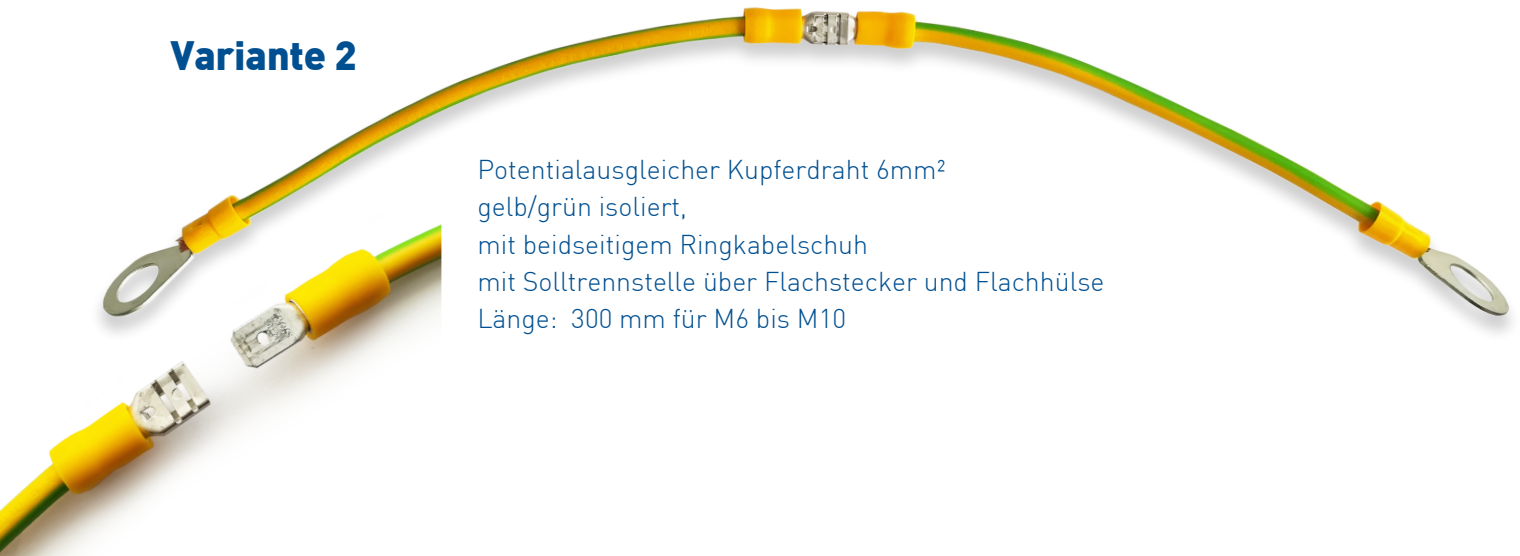 Variante 2
Potentialausgleicher Kupferdraht 6mm²
gelb/grün isoliert,
mit beidseitigem Ringkabelschuh
mit Solltrennstelle über Flachstecker und Flachhülse
Länge: 300 mm für M6 bis M10